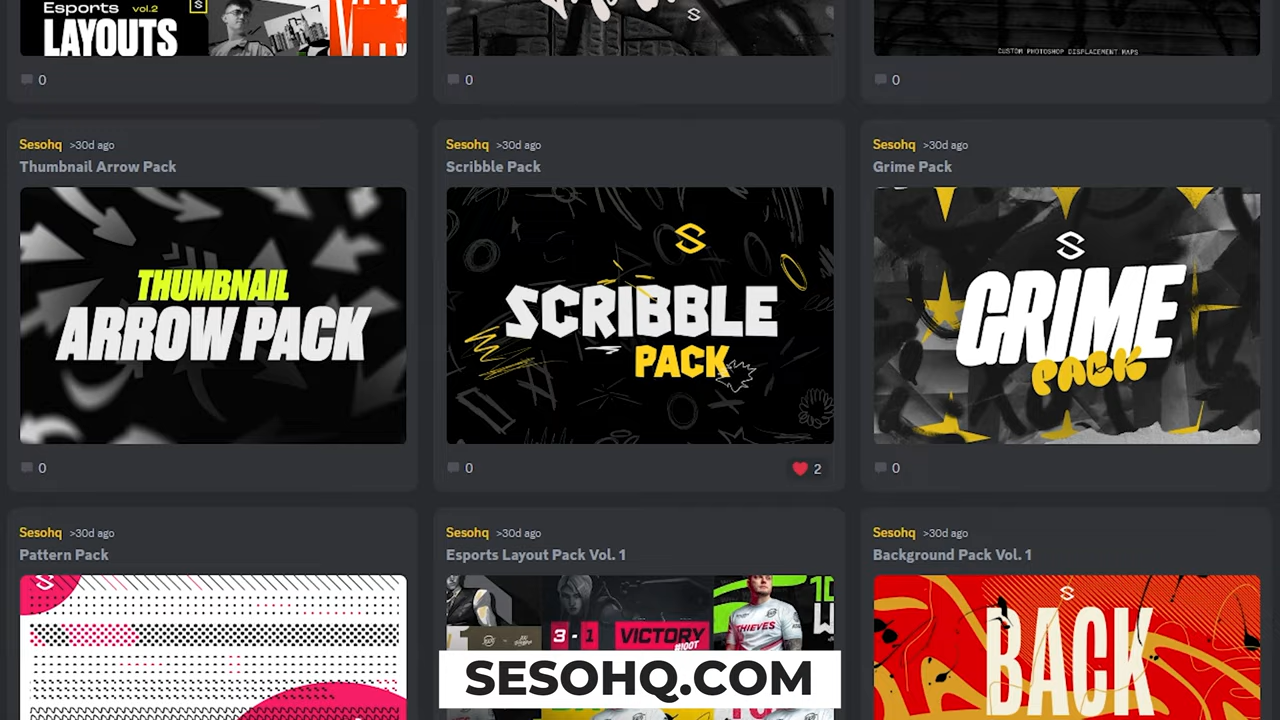 Esports vol.2
LAYOUTS
CUSTOM PHOTOSHOP DISPLACEMENT MAPS
0
0
0
Sesohq >30d ago
Thumbnail Arrow Pack
THUMBNAIL
ARROW PACK
0
Sesohq >30d ago
Scribble Pack
SCRIBBLE
PACK
0
2
Sesohq >30d ago
Grime Pack
GRIME
PACK
0
Sesohq >30d ago
Pattern Pack
Sesohq >30d ago
Esports Layout Pack Vol. 1
3 - 1 VICTORY
#100T
THIEVES
Sesohq >30d ago
Background Pack Vol. 1
BACK
SESOHQ.COM